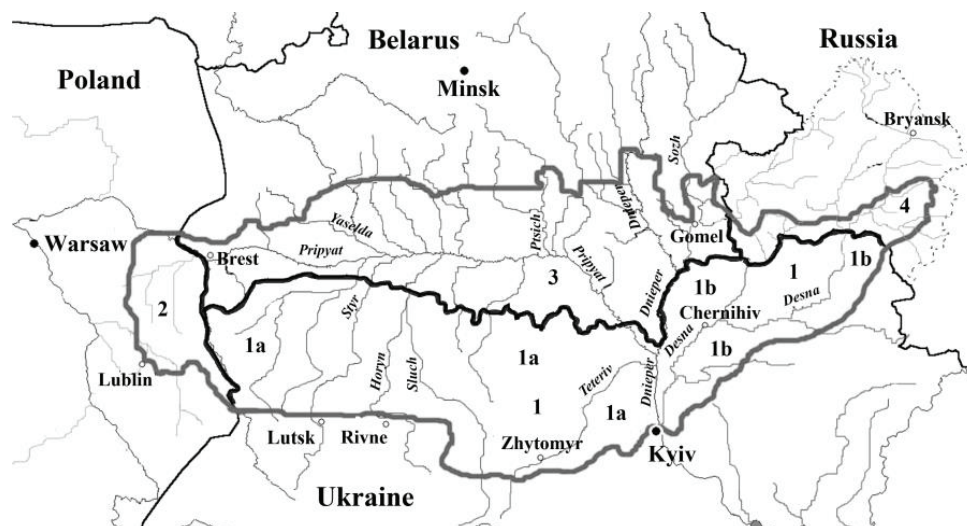 Belarus
Russia
Poland
Minsk
Bryansk
Sozh
Dnieper
Ptsich
Yaselda
4
Warsaw
Brest
Pripyat
Pripyat
Gomel
1
1b
2
3
Dnieper
1b
Desna
Styr
Chernihiv
1a
1a
Desna
1b
Lublin
Horyn
Sluch
Teteriv
Dnieper
1
1a
Lutsk
Rivne
Zhytomyr
Kyiv
Ukraine